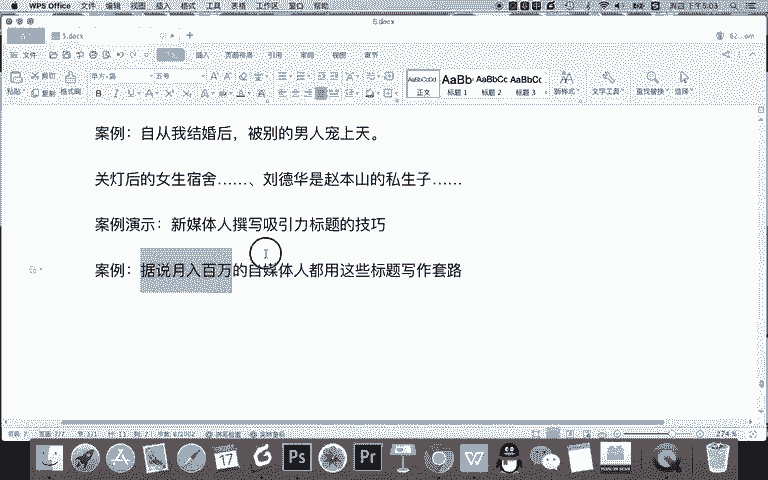 WPS Office 文件 编辑 视图 插入 格式 工具 表格 工作区 窗口 帮助
5.docx
5.docx
文件 插入 页面布局 引用 审阅 视图 章节
粘贴 剪切 复制 格式刷
五号
B I U A
AaBbCcDd AaBb AaBbCc AaBbCc
正文 标题 1 标题 2 标题 3
新样式 文字工具 查找替换 选择
案例：自从我结婚后，被别的男人宠上天。
关灯后的女生宿舍……、刘德华是赵本山的私生子……
案例演示：新媒体人撰写吸引力标题的技巧
案例：据说月入百万的自媒体人都用这些标题写作套路
274 %
17
Ps
Pr